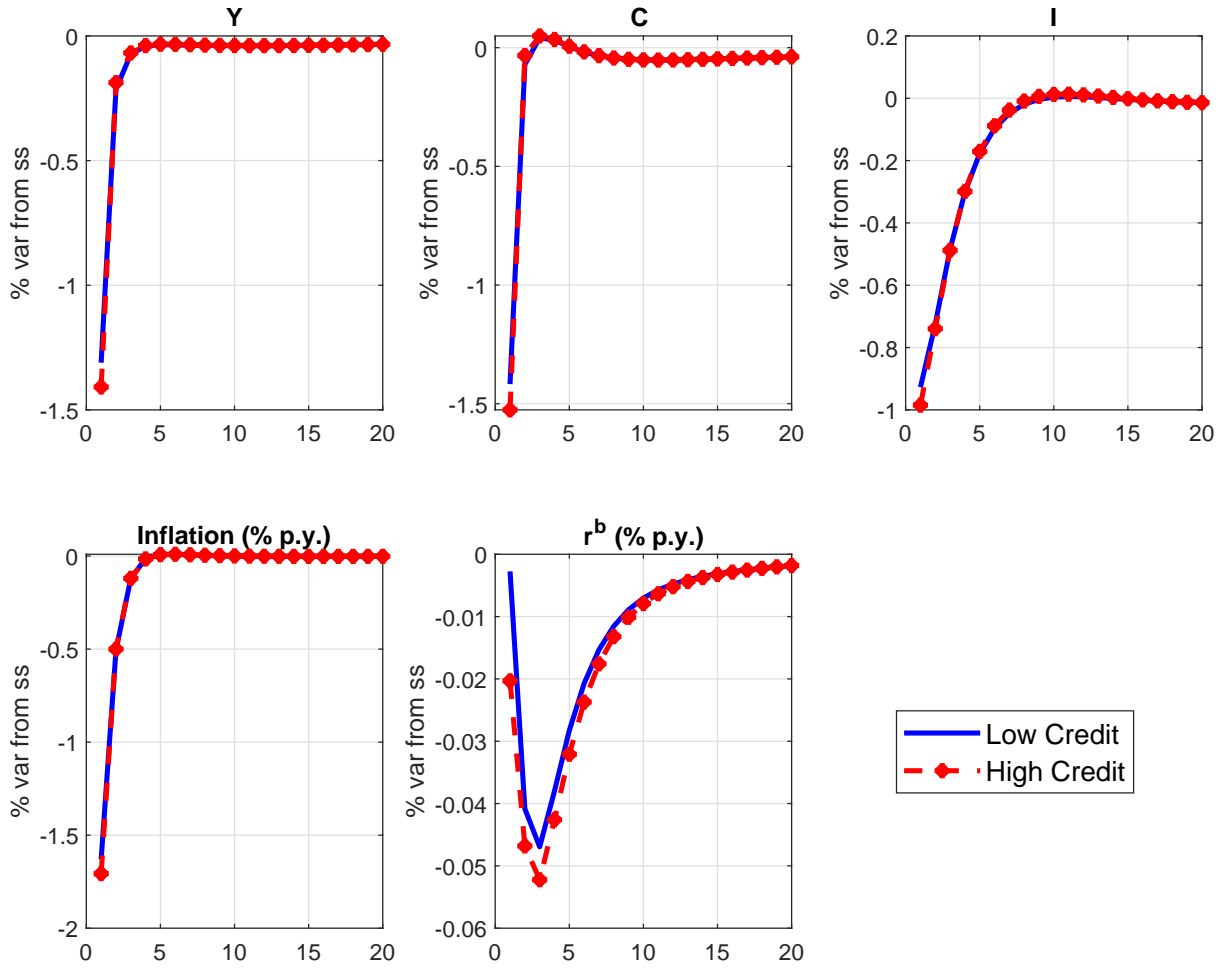 Y
0
-0.5
-1
-1.5
% var from ss
0 5 10 15 20
C
0
-0.5
-1
-1.5
% var from ss
0 5 10 15 20
I
0.2
0
-0.2
-0.4
-0.6
-0.8
-1
% var from ss
0 5 10 15 20
Inflation (% p.y.)
0
-0.5
-1
-1.5
-2
% var from ss
0 5 10 15 20
r^b (% p.y.)
0
-0.01
-0.02
-0.03
-0.04
-0.05
-0.06
% var from ss
0 5 10 15 20
Low Credit
High Credit